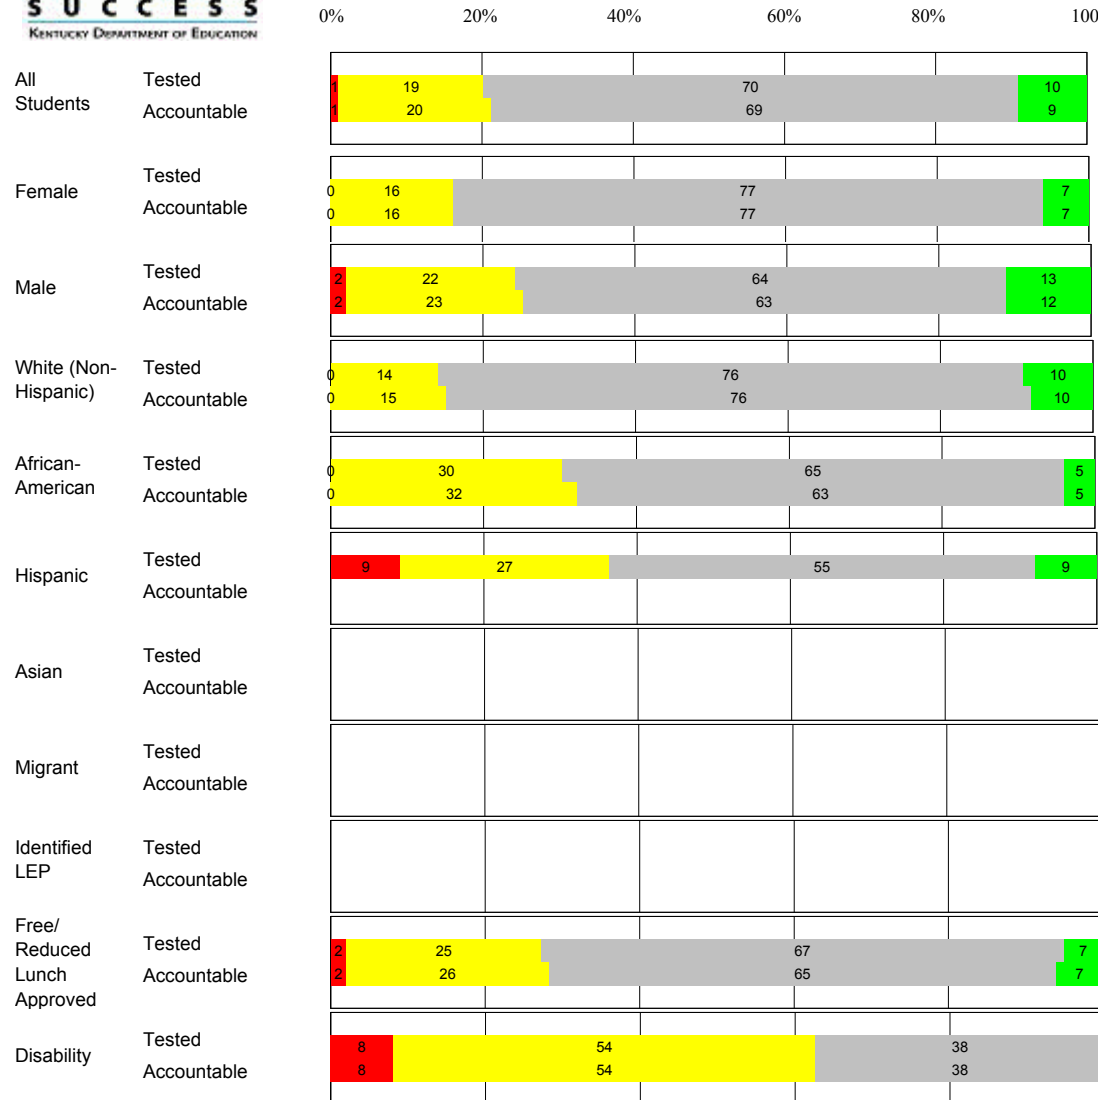 SUCCESS
KENTUCKY DEPARTMENT OF EDUCATION
0% 20% 40% 60% 80% 100
All
Students
Tested 1 19 70 10
Accountable 1 20 69 9
Female
Tested 0 16 77 7
Accountable 0 16 77 7
Male
Tested 2 22 64 13
Accountable 2 23 63 12
White (Non-
Hispanic)
Tested 0 14 76 10
Accountable 0 15 76 10
African-
American
Tested 0 30 65 5
Accountable 0 32 63 5
Hispanic
Tested 9 27 55 9
Accountable
Asian
Tested
Accountable
Migrant
Tested
Accountable
Identified
LEP
Tested
Accountable
Free/
Reduced
Lunch
Approved
Tested 2 25 67 7
Accountable 2 26 65 7
Disability
Tested 8 54 38
Accountable 8 54 38